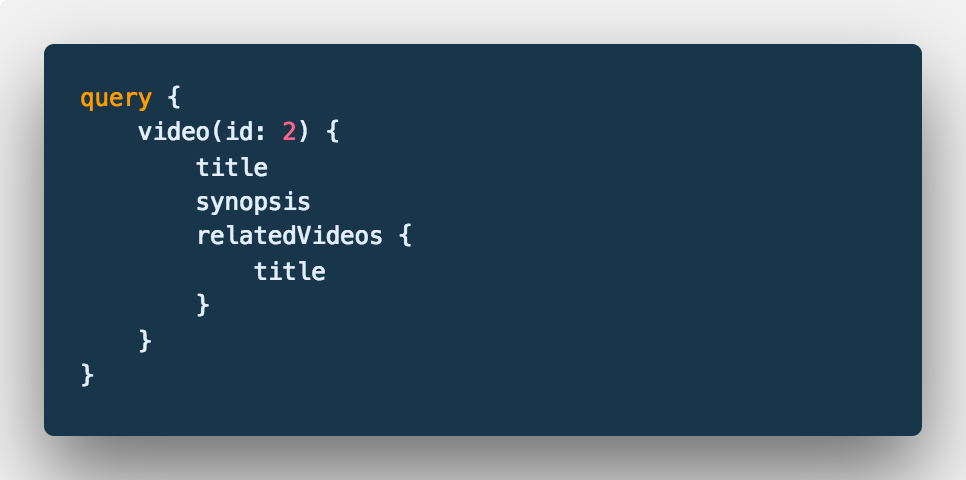 query {
    video(id: 2) {
        title
        synopsis
        relatedVideos {
            title
        }
    }
}